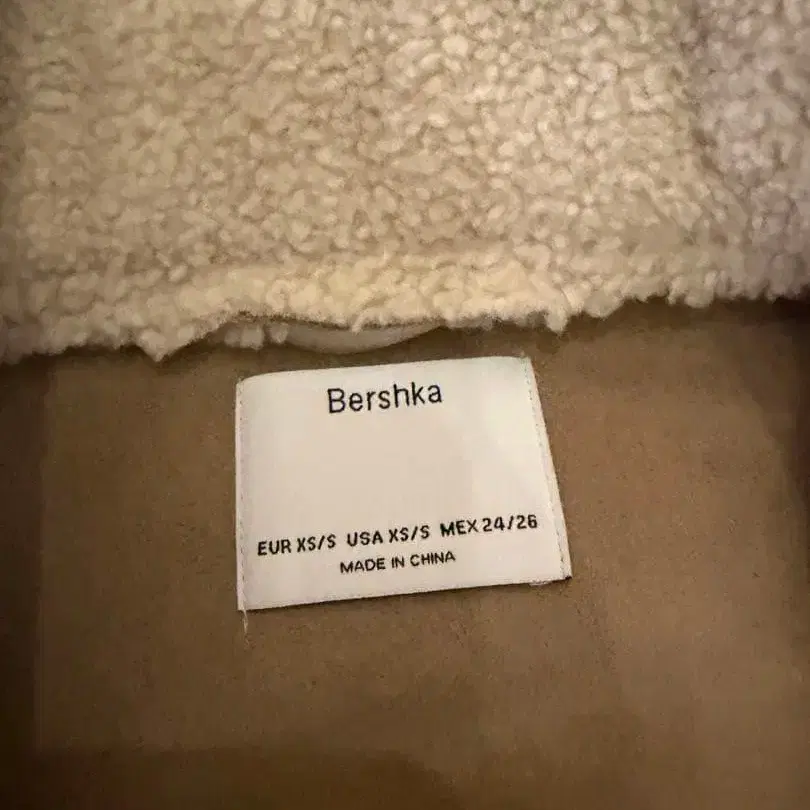 Bershka
EUR XS/S USA XS/S MEX 24/26
MADE IN CHINA